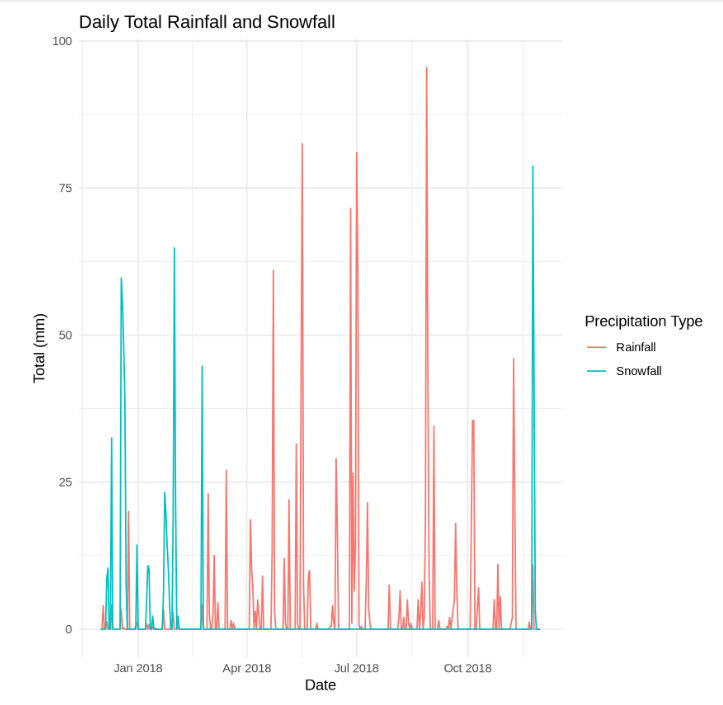 Daily Total Rainfall and Snowfall
100
75
50
25
0
Total (mm)
Jan 2018 Apr 2018 Jul 2018 Oct 2018
Date
Precipitation Type
Rainfall
Snowfall